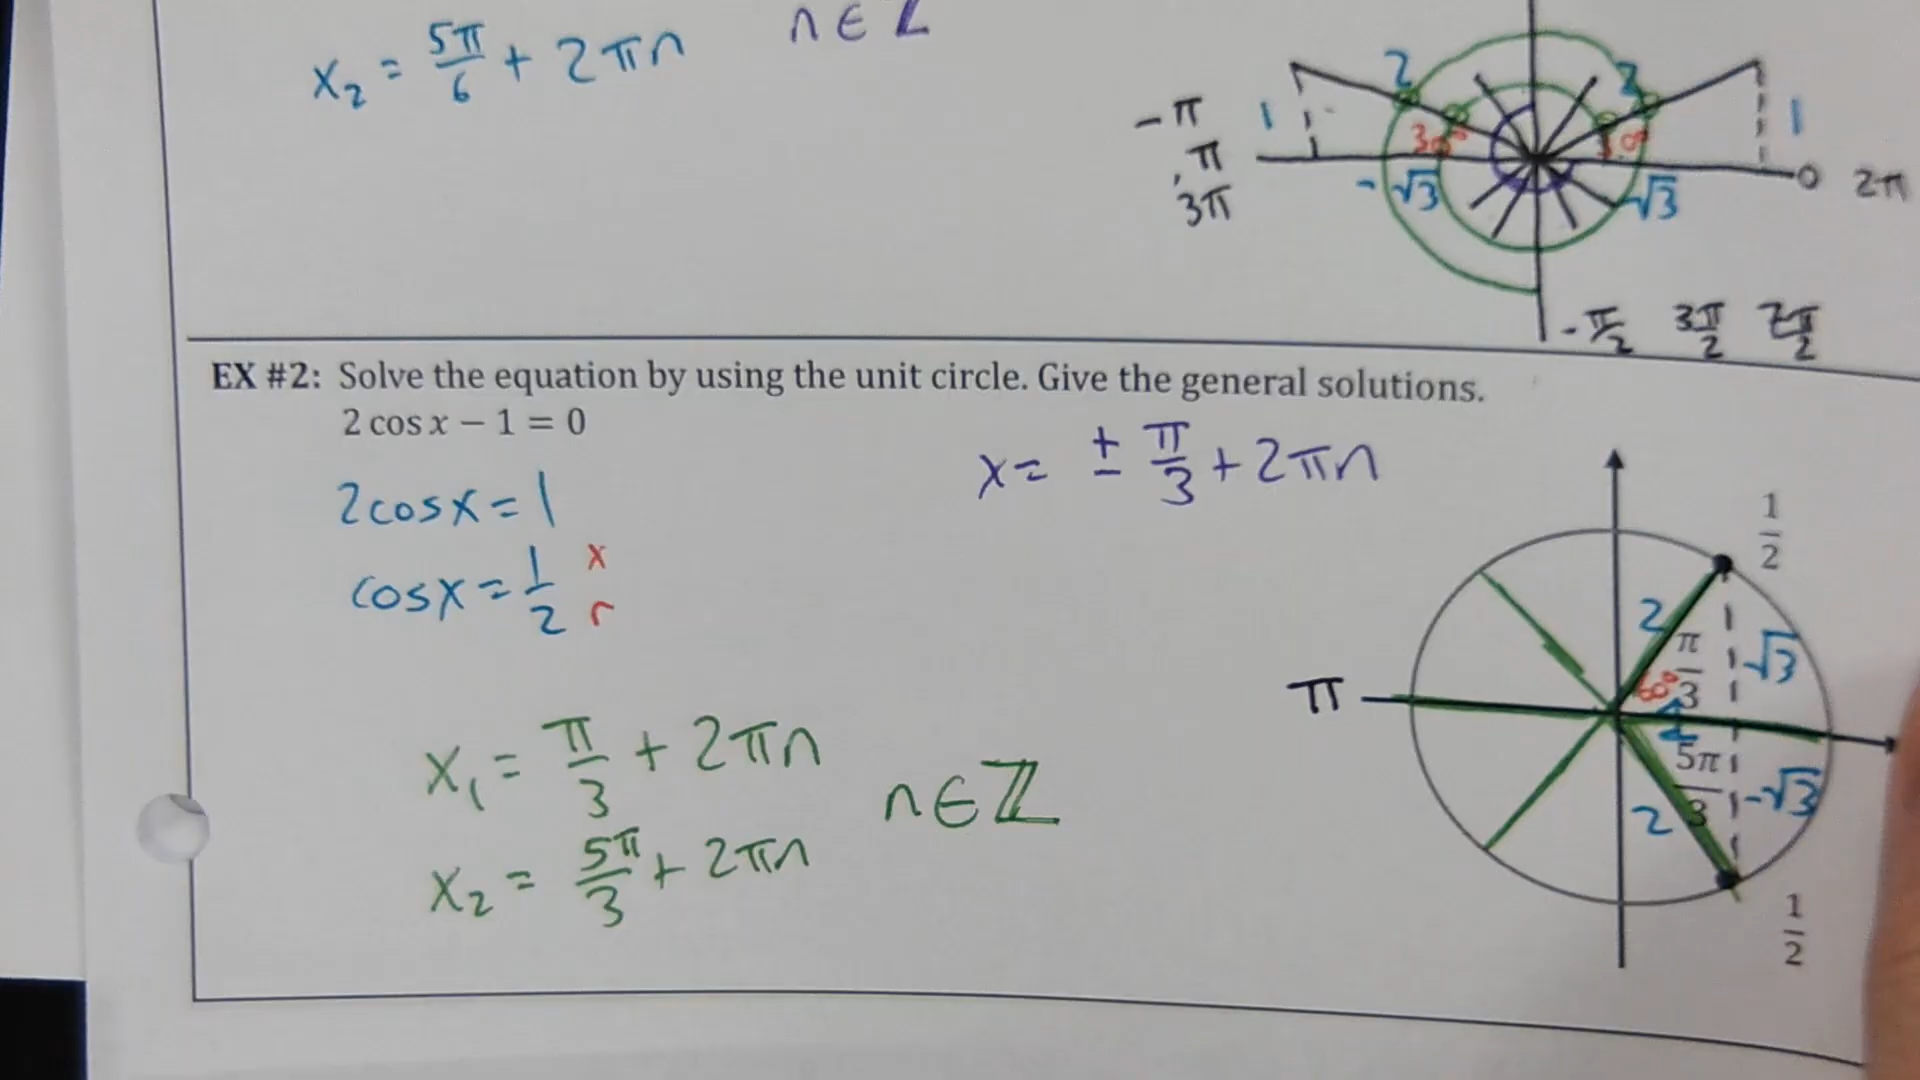 x₂ = 5π/6 + 2πn
n ∈ ℤ
2
2
1
1
30°
30°
-√3
√3
-π
, π
3π
0
2π
-π/2
3π/2
7π/2
EX #2: Solve the equation by using the unit circle. Give the general solutions.
2 cos x − 1 = 0
2cosx = 1
cosx = 1/2
x
r
x = ± π/3 + 2πn
x₁ = π/3 + 2πn
x₂ = 5π/3 + 2πn
n ∈ ℤ
1/2
2
π/3
60°
√3
π
1
5π/3
2
-√3
1/2